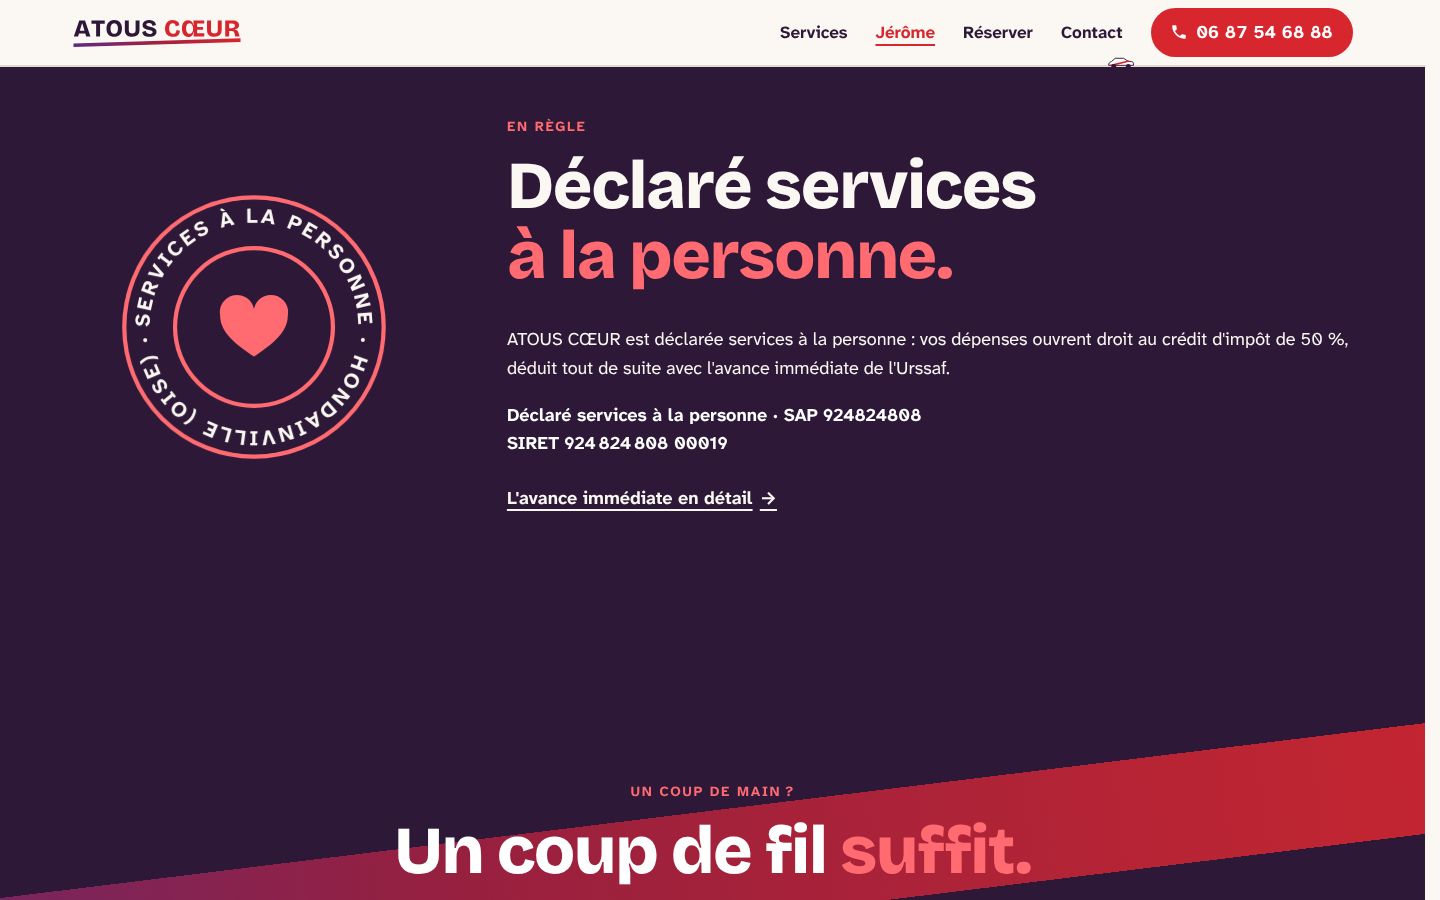 ATOUS CŒUR
Services
Jérôme
Réserver
Contact
06 87 54 68 88
· SERVICES À LA PERSONNE · HONDAINVILLE (OISE)
EN RÈGLE
Déclaré services
à la personne.
ATOUS CŒUR est déclarée services à la personne : vos dépenses ouvrent droit au crédit d'impôt de 50 %,
déduit tout de suite avec l'avance immédiate de l'Urssaf.
Déclaré services à la personne · SAP 924824808
SIRET 924 824 808 00019
L'avance immédiate en détail →
UN COUP DE MAIN ?
Un coup de fil suffit.